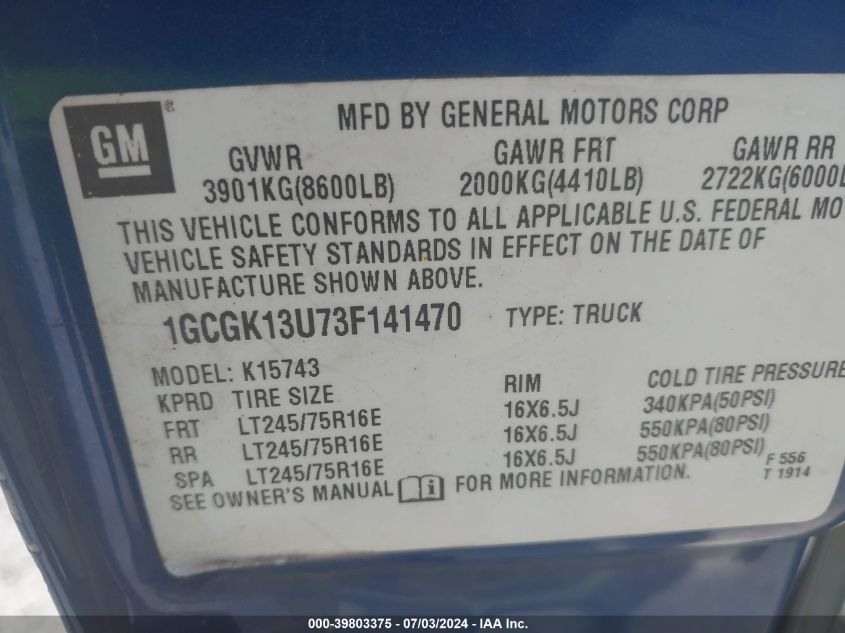 GM ®
MFD BY GENERAL MOTORS CORP
GVWR GAWR FRT GAWR RR
3901KG(8600LB) 2000KG(4410LB) 2722KG(6000L
THIS VEHICLE CONFORMS TO ALL APPLICABLE U.S. FEDERAL MO
VEHICLE SAFETY STANDARDS IN EFFECT ON THE DATE OF
MANUFACTURE SHOWN ABOVE.
1GCGK13U73F141470 TYPE: TRUCK
MODEL: K15743
KPRD TIRE SIZE RIM COLD TIRE PRESSURE
FRT LT245/75R16E 16X6.5J 340KPA(50PSI)
RR LT245/75R16E 16X6.5J 550KPA(80PSI)
SPA LT245/75R16E 16X6.5J 550KPA(80PSI)
SEE OWNER'S MANUAL i FOR MORE INFORMATION.
F 556
T 1914
000-39803375 - 07/03/2024 - IAA Inc.